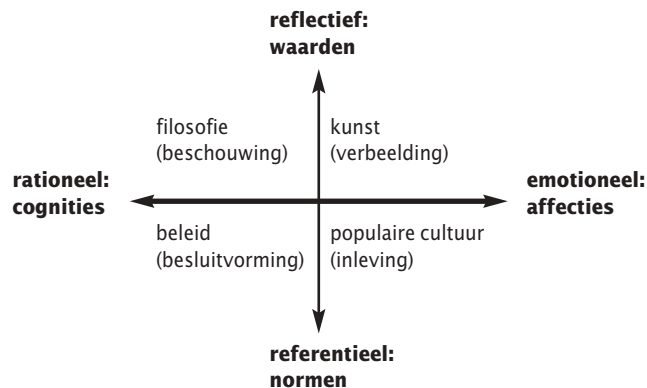 reflectief:
waarden
filosofie
(beschouwing)
kunst
(verbeelding)
rationeel:
cognities
emotioneel:
affecties
beleid
(besluitvorming)
populaire cultuur
(inleving)
referentieel:
normen